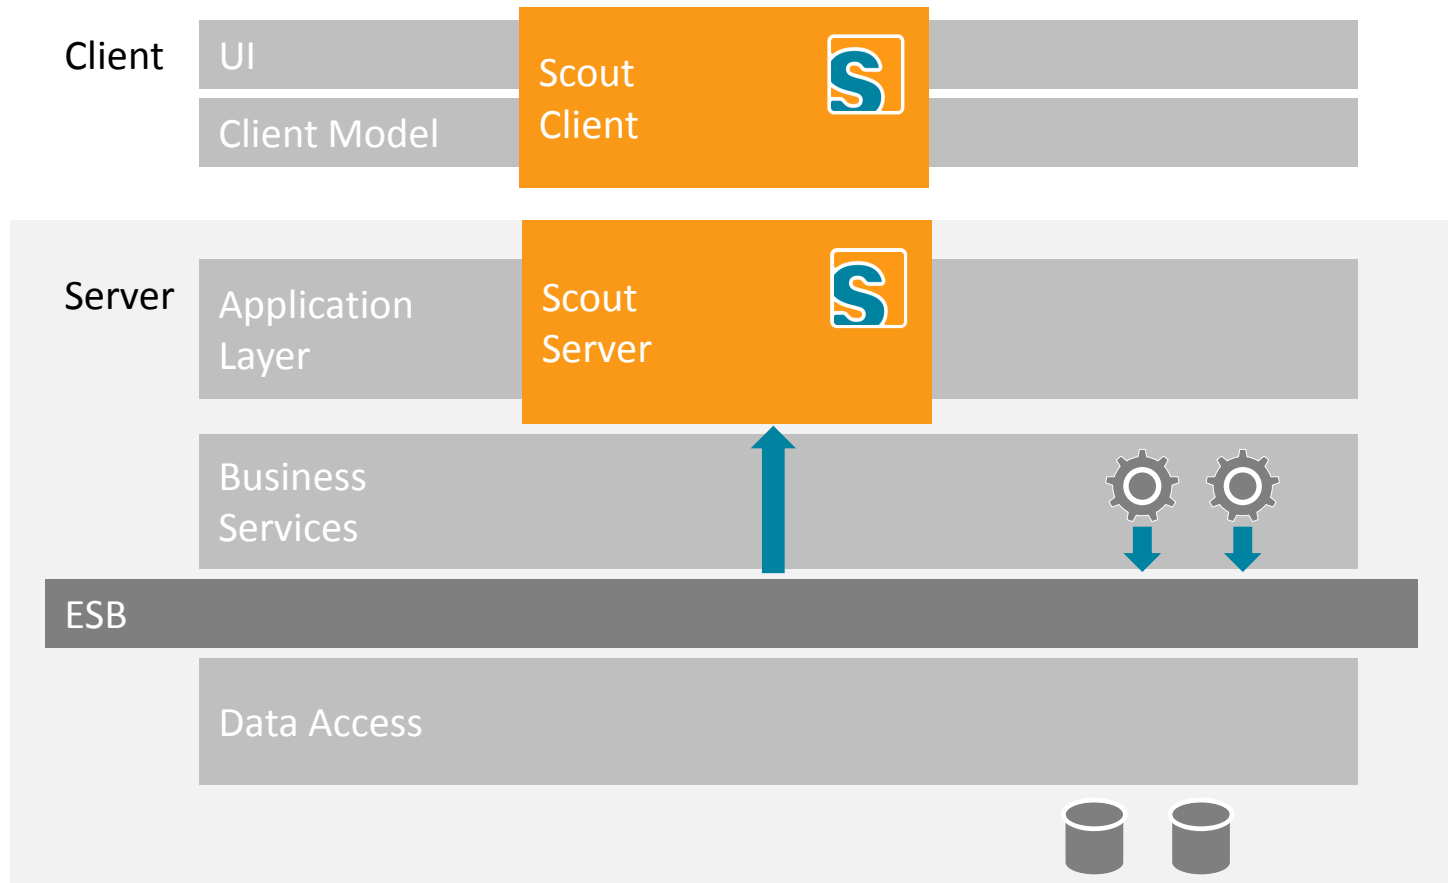 Client
UI
Client Model
Scout
Client
Server
Application
Layer
Scout
Server
Business
Services
ESB
Data Access